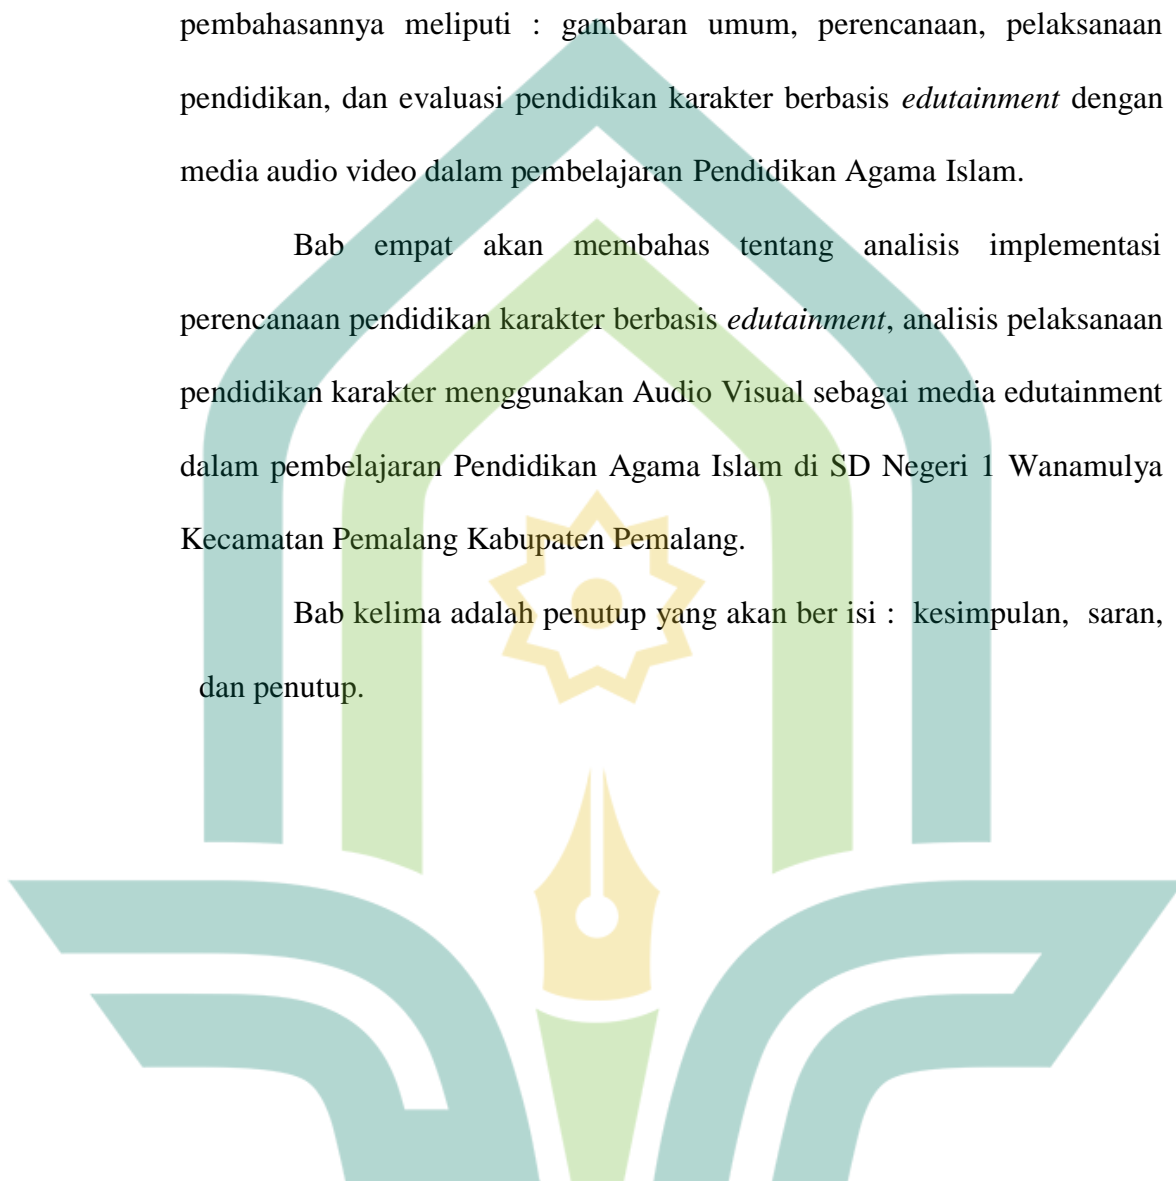 pembahasannya meliputi : gambaran umum, perencanaan, pelaksanaan
pendidikan, dan evaluasi pendidikan karakter berbasis edutainment dengan
media audio video dalam pembelajaran Pendidikan Agama Islam.
Bab empat akan membahas tentang analisis implementasi
perencanaan pendidikan karakter berbasis edutainment, analisis pelaksanaan
pendidikan karakter menggunakan Audio Visual sebagai media edutainment
dalam pembelajaran Pendidikan Agama Islam di SD Negeri 1 Wanamulya
Kecamatan Pemalang Kabupaten Pemalang.
Bab kelima adalah penutup yang akan ber isi : kesimpulan, saran,
dan penutup.